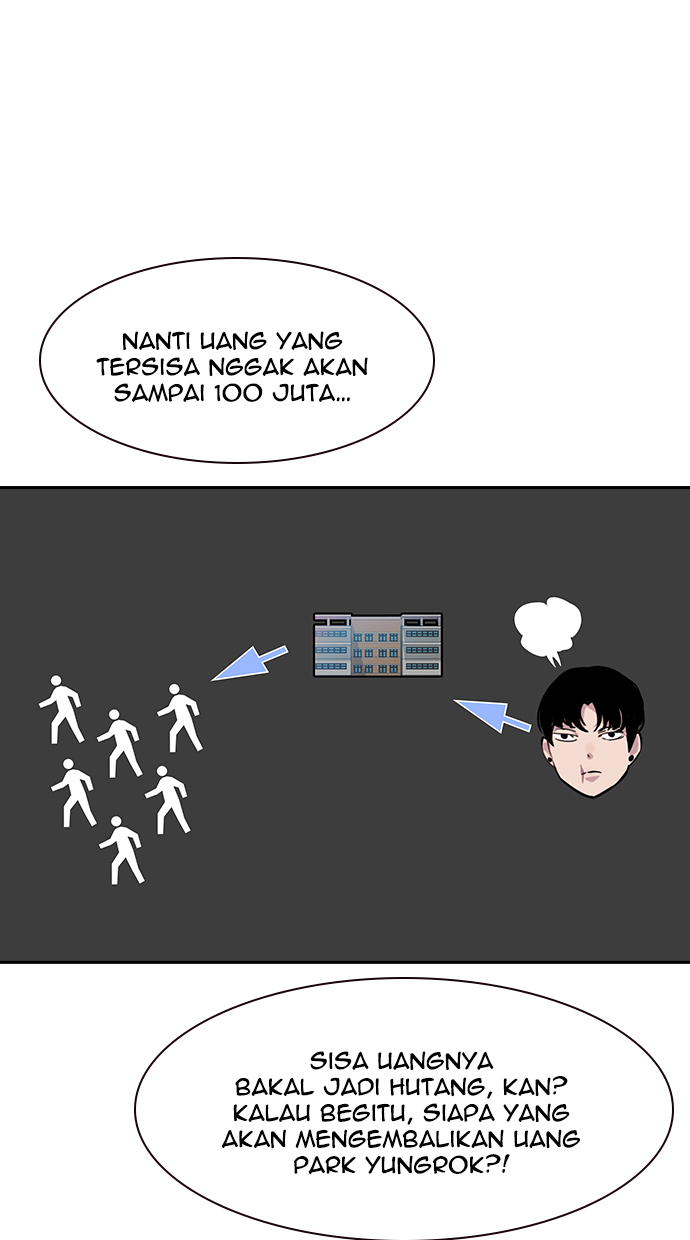 NANTI UANG YANG
TERSISA NGGAK AKAN
SAMPAI 100 JUTA...
SISA UANGNYA
BAKAL JADI HUTANG, KAN?
KALAU BEGITU, SIAPA YANG
AKAN MENGEMBALIKAN UANG
PARK YUNGROK?!